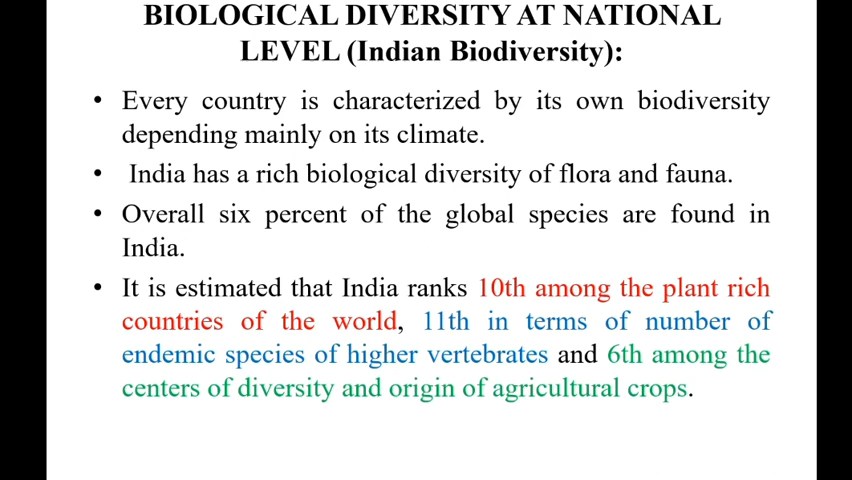 BIOLOGICAL DIVERSITY AT NATIONAL
LEVEL (Indian Biodiversity):
• Every country is characterized by its own biodiversity
depending mainly on its climate.
• India has a rich biological diversity of flora and fauna.
• Overall six percent of the global species are found in
India.
• It is estimated that India ranks 10th among the plant rich
countries of the world, 11th in terms of number of
endemic species of higher vertebrates and 6th among the
centers of diversity and origin of agricultural crops.